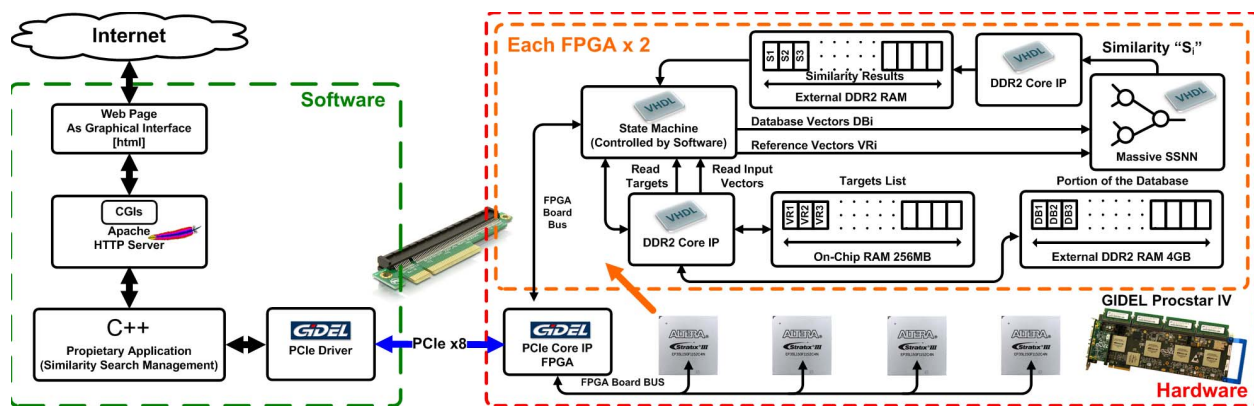 Internet
Software
Web Page
As Graphical Interface
[html]
CGIs
Apache
HTTP Server
C++
Propietary Application
(Similarity Search Management)
GiDEL
PCIe Driver
PCIe x8
GiDEL
PCIe Core IP
FPGA
FPGA
Board
Bus
FPGA Board BUS
Each FPGA x 2
VHDL
State Machine
(Controlled by Software)
S1
S2
S3
Similarity Results
External DDR2 RAM
VHDL
DDR2 Core IP
Similarity "Si"
VHDL
Massive SSNN
Database Vectors DBi
Reference Vectors VRi
Read
Targets
Read Input
Vectors
VHDL
DDR2 Core IP
Targets List
VR1
VR2
VR3
On-Chip RAM 256MB
Portion of the Database
DB1
DB2
DB3
External DDR2 RAM 4GB
GIDEL Procstar IV
ALTERA
Stratix III
ALTERA
Stratix III
ALTERA
Stratix III
ALTERA
Stratix III
Hardware